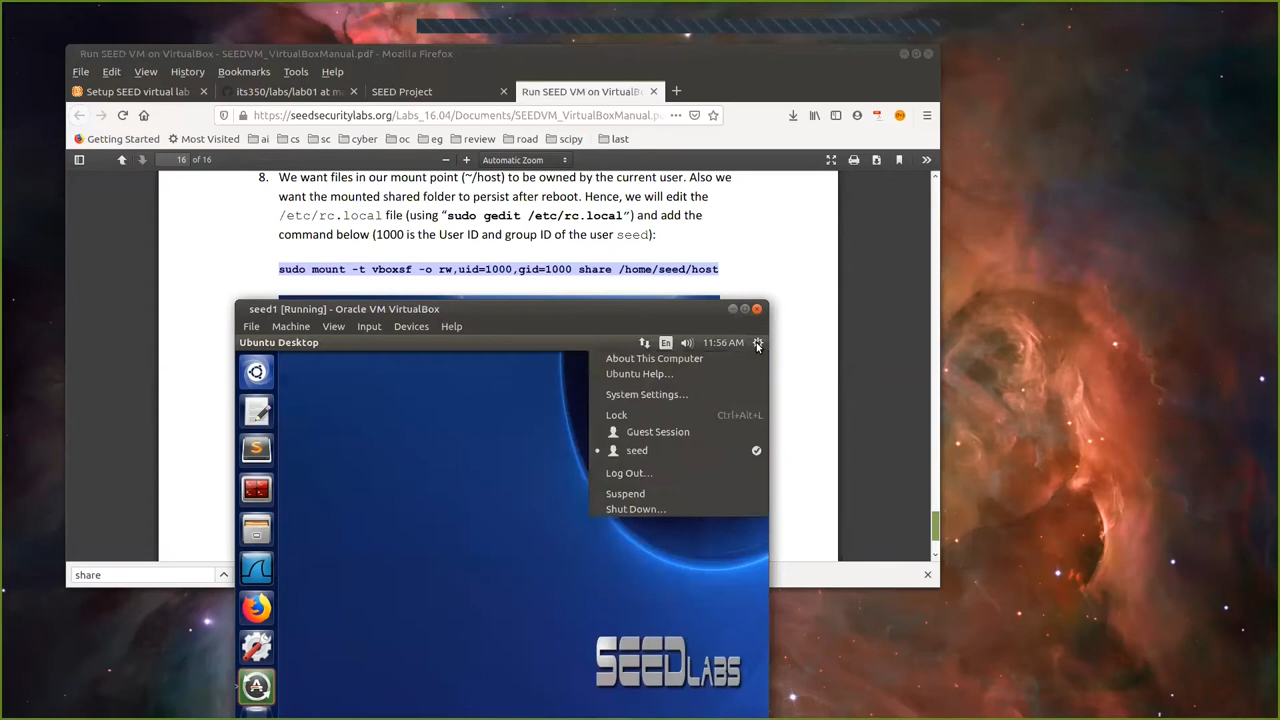 Run SEED VM on VirtualBox - SEEDVM_VirtualBoxManual.pdf - Mozilla Firefox
File Edit View History Bookmarks Tools Help
Setup SEED virtual lab
its350/labs/lab01 at ma
SEED Project
Run SEED VM on VirtualBo
https://seedsecuritylabs.org/Labs_16.04/Documents/SEEDVM_VirtualBoxManual.p
Getting Started Most Visited ai cs sc cyber oc eg review road scipy last
16 of 16 Automatic Zoom
8. We want files in our mount point (~/host) to be owned by the current user. Also we
want the mounted shared folder to persist after reboot. Hence, we will edit the
/etc/rc.local file (using “sudo gedit /etc/rc.local”) and add the
command below (1000 is the User ID and group ID of the user seed):
sudo mount -t vboxsf -o rw,uid=1000,gid=1000 share /home/seed/host
seed1 [Running] - Oracle VM VirtualBox
File Machine View Input Devices Help
Ubuntu Desktop En 11:56 AM
About This Computer
Ubuntu Help...
System Settings...
Lock Ctrl+Alt+L
Guest Session
seed
Log Out...
Suspend
Shut Down...
share
SEEDLABS